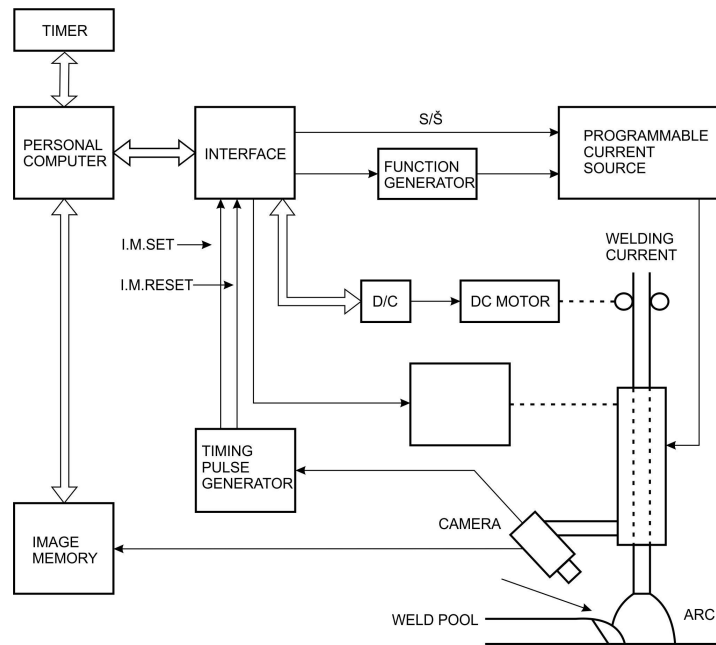 TIMER
PERSONAL
COMPUTER
INTERFACE
S/Š
FUNCTION
GENERATOR
PROGRAMMABLE
CURRENT
SOURCE
I.M.SET
I.M.RESET
WELDING
CURRENT
D/C
DC MOTOR
TIMING
PULSE
GENERATOR
CAMERA
IMAGE
MEMORY
WELD POOL
ARC